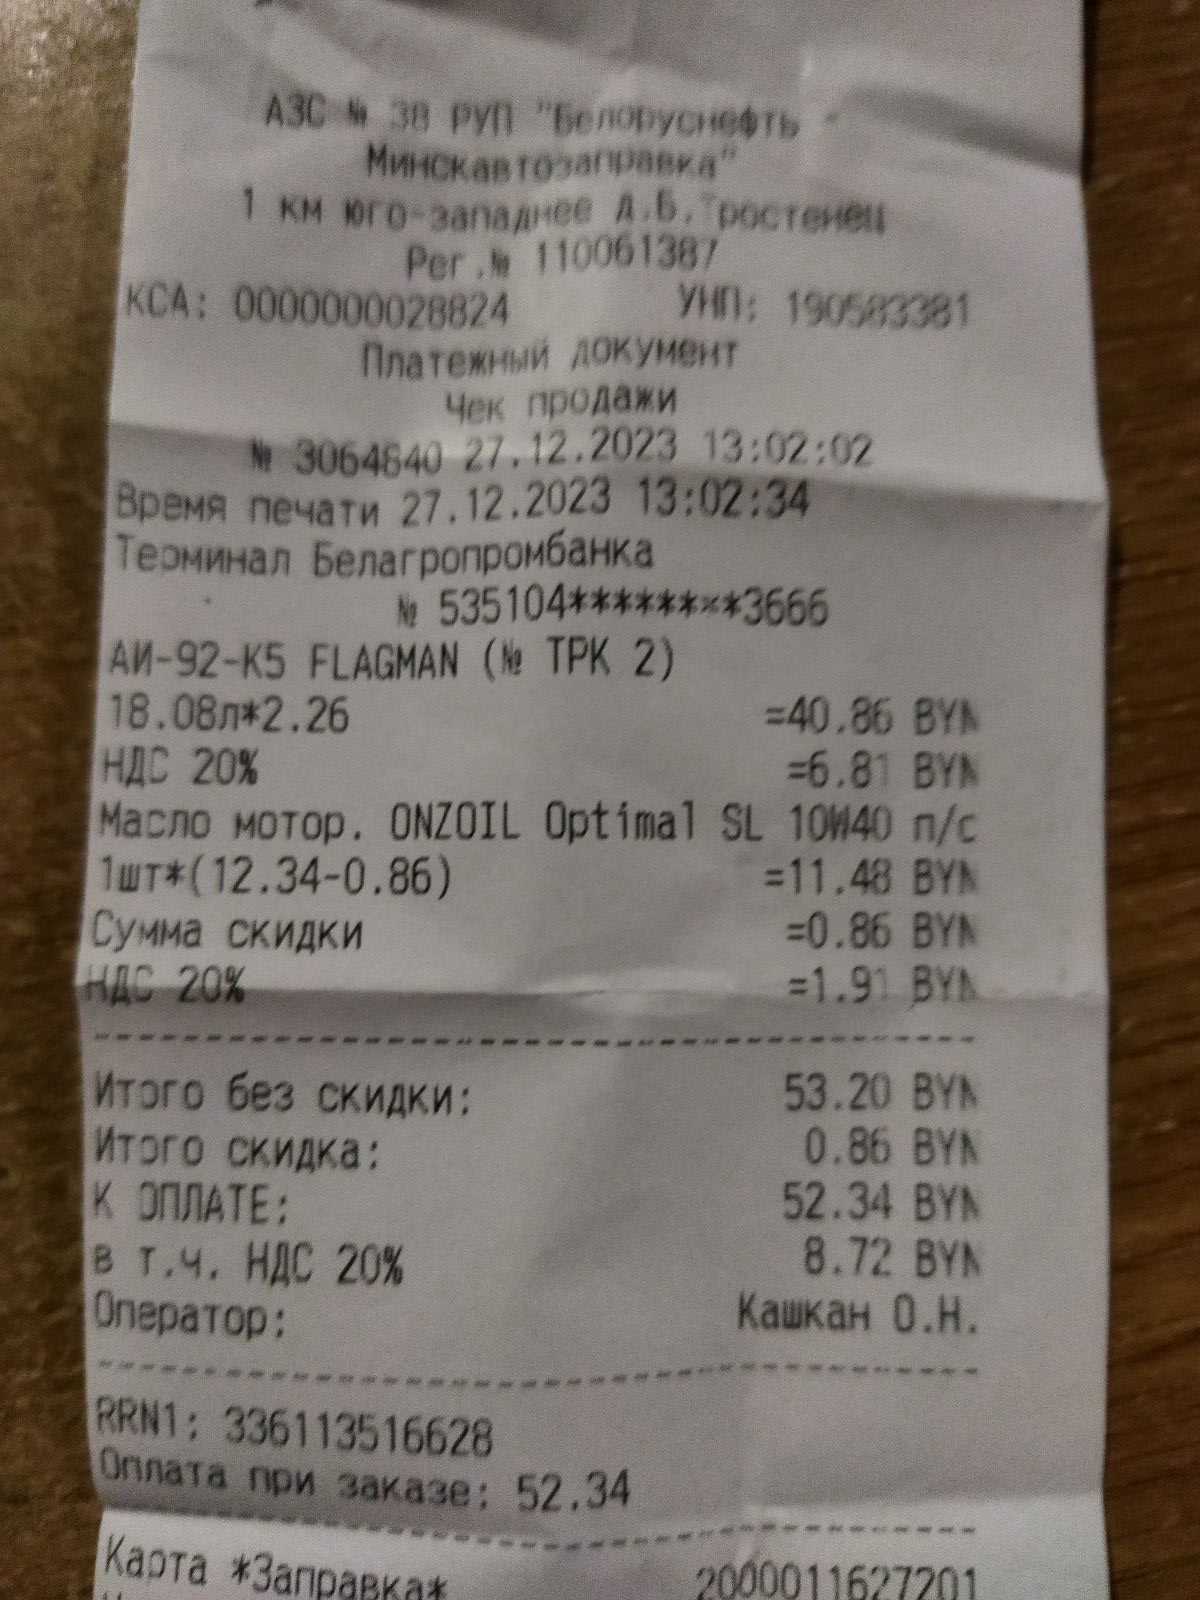 АЗС № 38 РУП "Белоруснефть -
Минскавтозаправка"
1 км юго-западнее д.Б.Тростенец
Рег.№ 110061387
КСА: 0000000028824 УНП: 190583381
Платежный документ
Чек продажи
№ 3064640 27.12.2023 13:02:02
Время печати 27.12.2023 13:02:34
Терминал Белагропромбанка
№ 535104********3666
АИ-92-К5 FLAGMAN (№ ТРК 2)
18.08л*2.26 =40.86 BYN
НДС 20% =6.81 BYN
Масло мотор. ONZOIL Optimal SL 10W40 п/с
1шт*(12.34-0.86) =11.48 BYN
Сумма скидки =0.86 BYN
НДС 20% =1.91 BYN
Итого без скидки: 53.20 BYN
Итого скидка: 0.86 BYN
К ОПЛАТЕ: 52.34 BYN
в т.ч. НДС 20% 8.72 BYN
Оператор: Кашкан О.Н.
RRN1: 336113516628
Оплата при заказе: 52.34
Карта *Заправка* 2000011627201